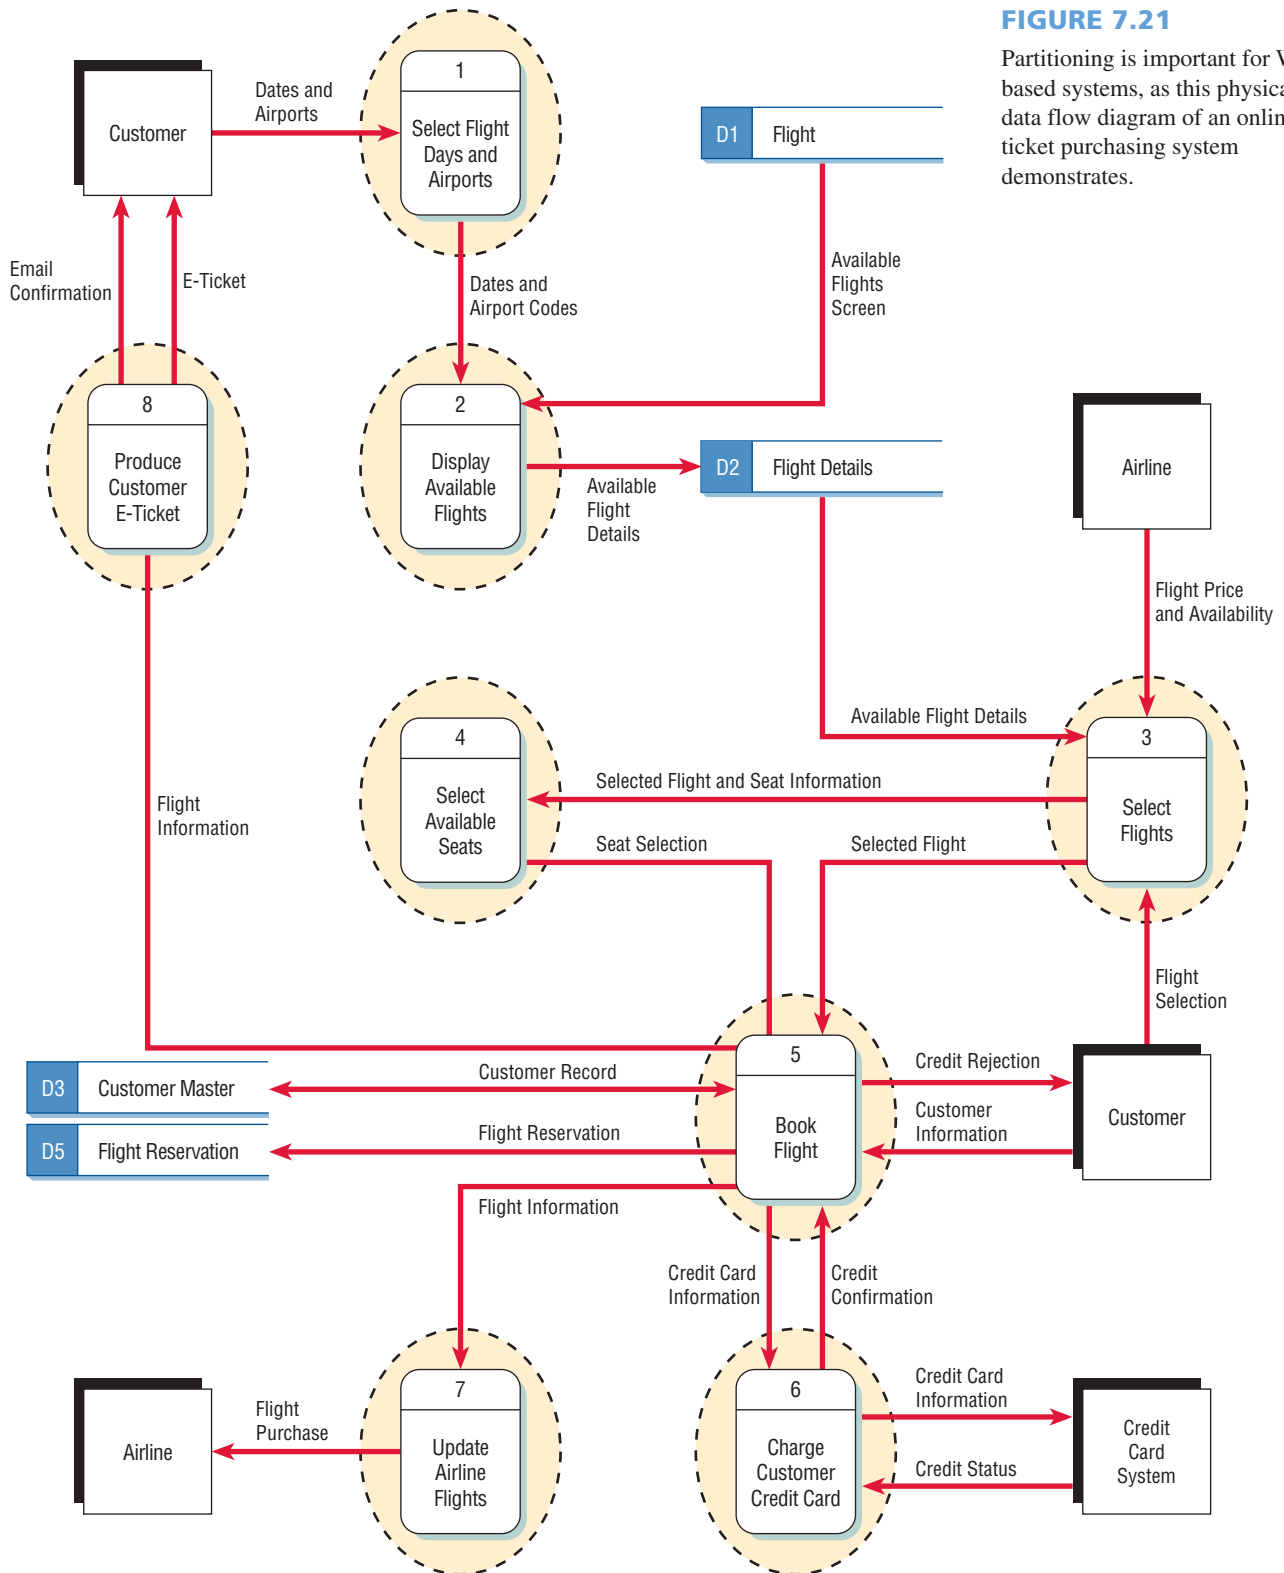 FIGURE 7.21
Partitioning is important for W
based systems, as this physica
data flow diagram of an onlin
ticket purchasing system
demonstrates.
Customer
Dates and
Airports
1
Select Flight
Days and
Airports
D1 Flight
Email
Confirmation
E-Ticket
Dates and
Airport Codes
Available
Flights
Screen
8
Produce
Customer
E-Ticket
2
Display
Available
Flights
Available
Flight
Details
D2 Flight Details
Airline
Flight Price
and Availability
Available Flight Details
4
Select
Available
Seats
Selected Flight and Seat Information
3
Select
Flights
Flight
Information
Seat Selection
Selected Flight
Flight
Selection
D3 Customer Master
Customer Record
5
Book
Flight
Credit Rejection
Customer
Information
Customer
D5 Flight Reservation
Flight Reservation
Flight Information
Credit Card
Information
Credit
Confirmation
Airline
Flight
Purchase
7
Update
Airline
Flights
6
Charge
Customer
Credit Card
Credit Card
Information
Credit Status
Credit
Card
System